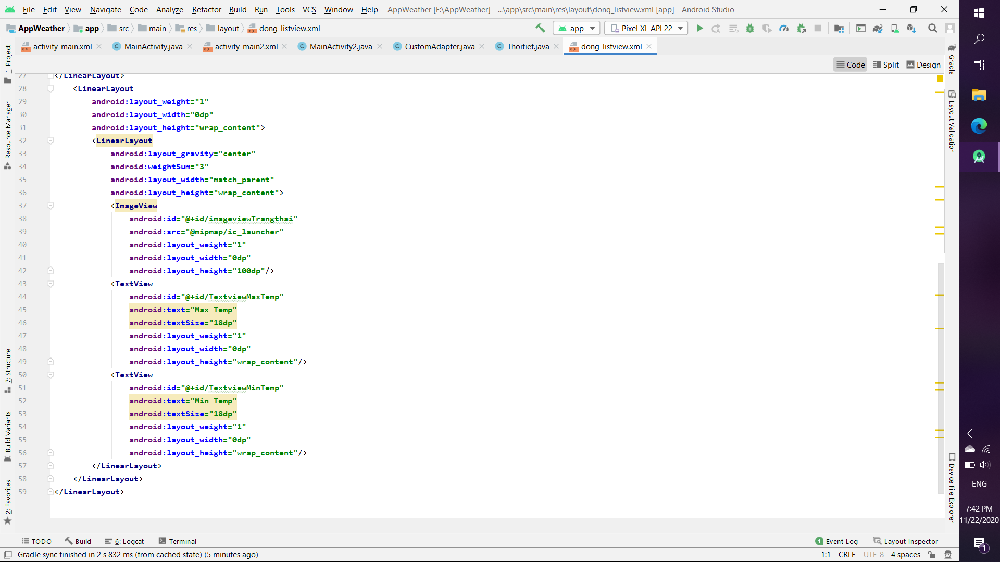 File Edit View Navigate Code Analyze Refactor Build Run Tools VCS Window Help AppWeather [F:\AppWeather] - ...\app\src\main\res\layout\dong_listview.xml [app] - Android Studio
AppWeather app src main res layout dong_listview.xml app Pixel XL API 22
activity_main.xml MainActivity.java activity_main2.xml MainActivity2.java CustomAdapter.java Thoitiet.java dong_listview.xml
Code Split Design
27 </LinearLayout>
28 <LinearLayout
29 android:layout_weight="1"
30 android:layout_width="0dp"
31 android:layout_height="wrap_content">
32 <LinearLayout
33 android:layout_gravity="center"
34 android:weightSum="3"
35 android:layout_width="match_parent"
36 android:layout_height="wrap_content">
37 <ImageView
38 android:id="@+id/imageviewTrangthai"
39 android:src="@mipmap/ic_launcher"
40 android:layout_weight="1"
41 android:layout_width="0dp"
42 android:layout_height="100dp"/>
43 <TextView
44 android:id="@+id/TextviewMaxTemp"
45 android:text="Max Temp"
46 android:textSize="18dp"
47 android:layout_weight="1"
48 android:layout_width="0dp"
49 android:layout_height="wrap_content"/>
50 <TextView
51 android:id="@+id/TextviewMinTemp"
52 android:text="Min Temp"
53 android:textSize="18dp"
54 android:layout_weight="1"
55 android:layout_width="0dp"
56 android:layout_height="wrap_content"/>
57 </LinearLayout>
58 </LinearLayout>
59 </LinearLayout>
1: Project
Resource Manager
7: Structure
Build Variants
2: Favorites
Gradle
Layout Validation
Device File Explorer
TODO Build 6: Logcat Terminal 1 Event Log Layout Inspector
Gradle sync finished in 2 s 832 ms (from cached state) (5 minutes ago) 1:1 CRLF UTF-8 4 spaces
ENG
7:42 PM
11/22/2020
1